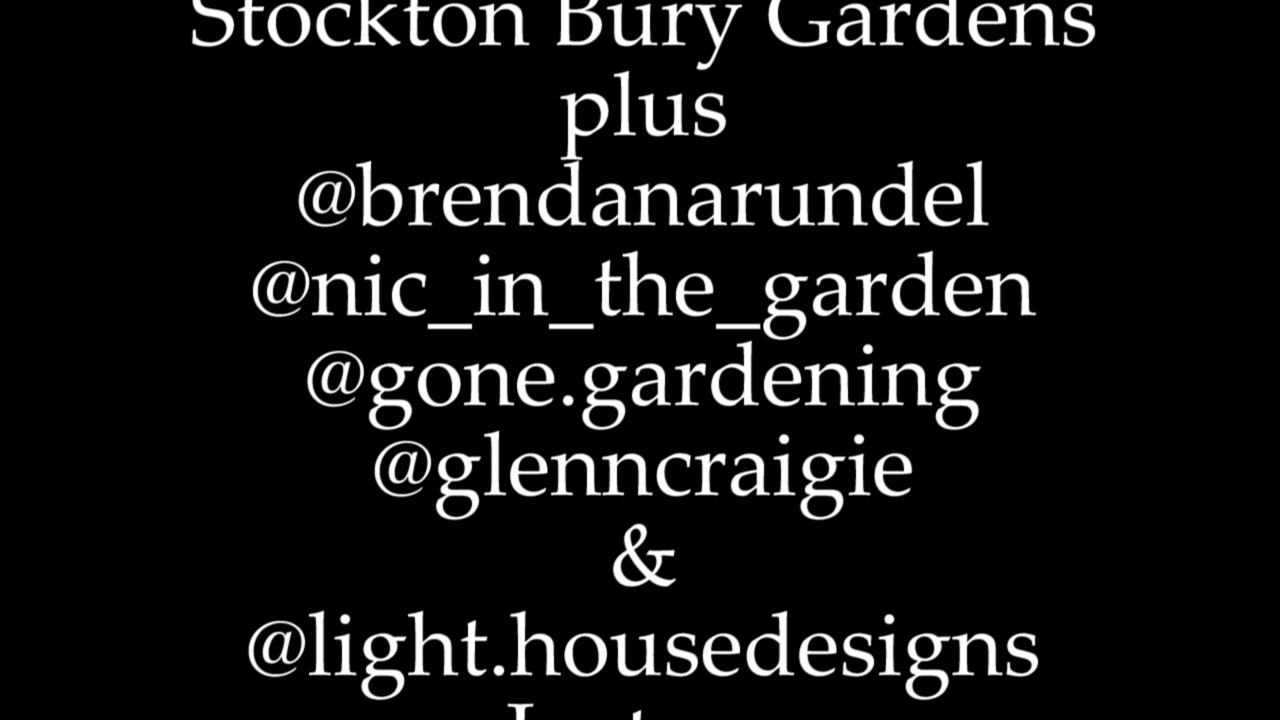 Stockton Bury Gardens
plus
@brendanarundel
@nic_in_the_garden
@gone.gardening
@glenncraigie
&
@light.housedesigns